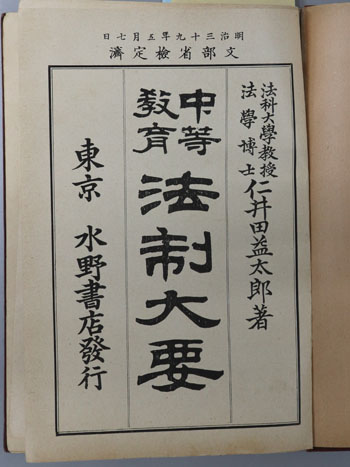 明治三十九年五月七日
文部省檢定濟
法科大學教授
法學博士
仁井田益太郎著
中等
敎育
法制大要
東京 水野書店發行